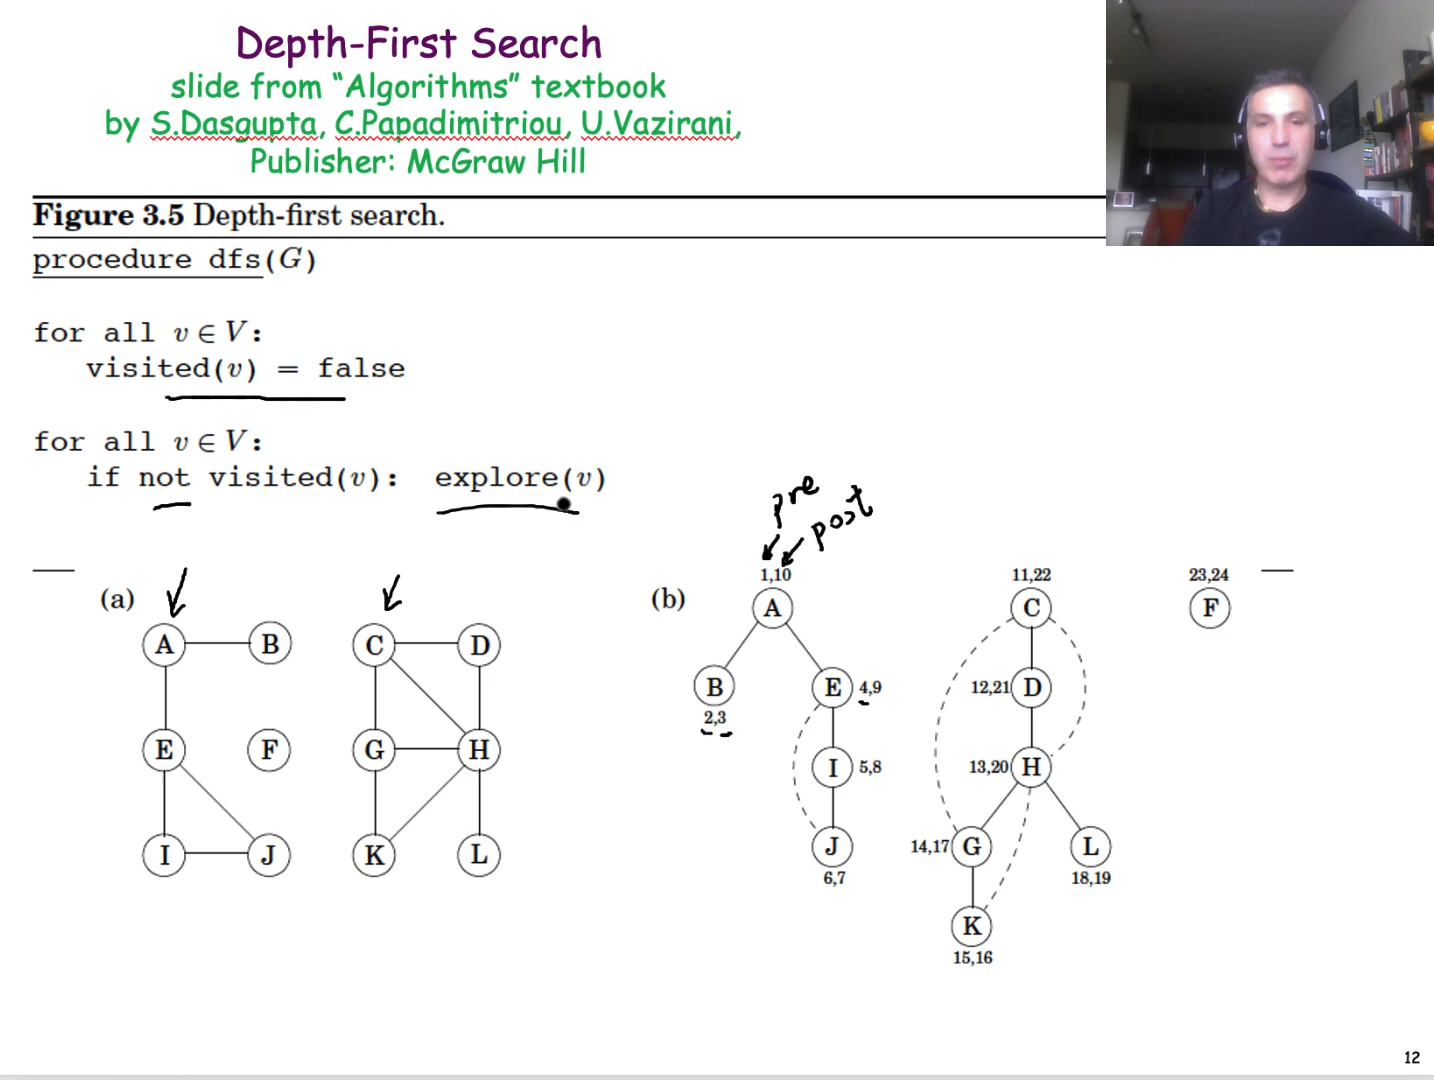 Depth-First Search
slide from “Algorithms” textbook
by S.Dasgupta, C.Papadimitriou, U.Vazirani,
Publisher: McGraw Hill
Figure 3.5 Depth-first search.
procedure dfs(G)
for all v ∈ V:
visited(v) = false
for all v ∈ V:
if not visited(v): explore(v)
pre
post
(a)
A B C D
E F G H
I J K L
(b)
1,10
A
B
2,3
E 4,9
I 5,8
J
6,7
11,22
C
12,21 D
13,20 H
14,17 G
L
18,19
K
15,16
23,24
F
12